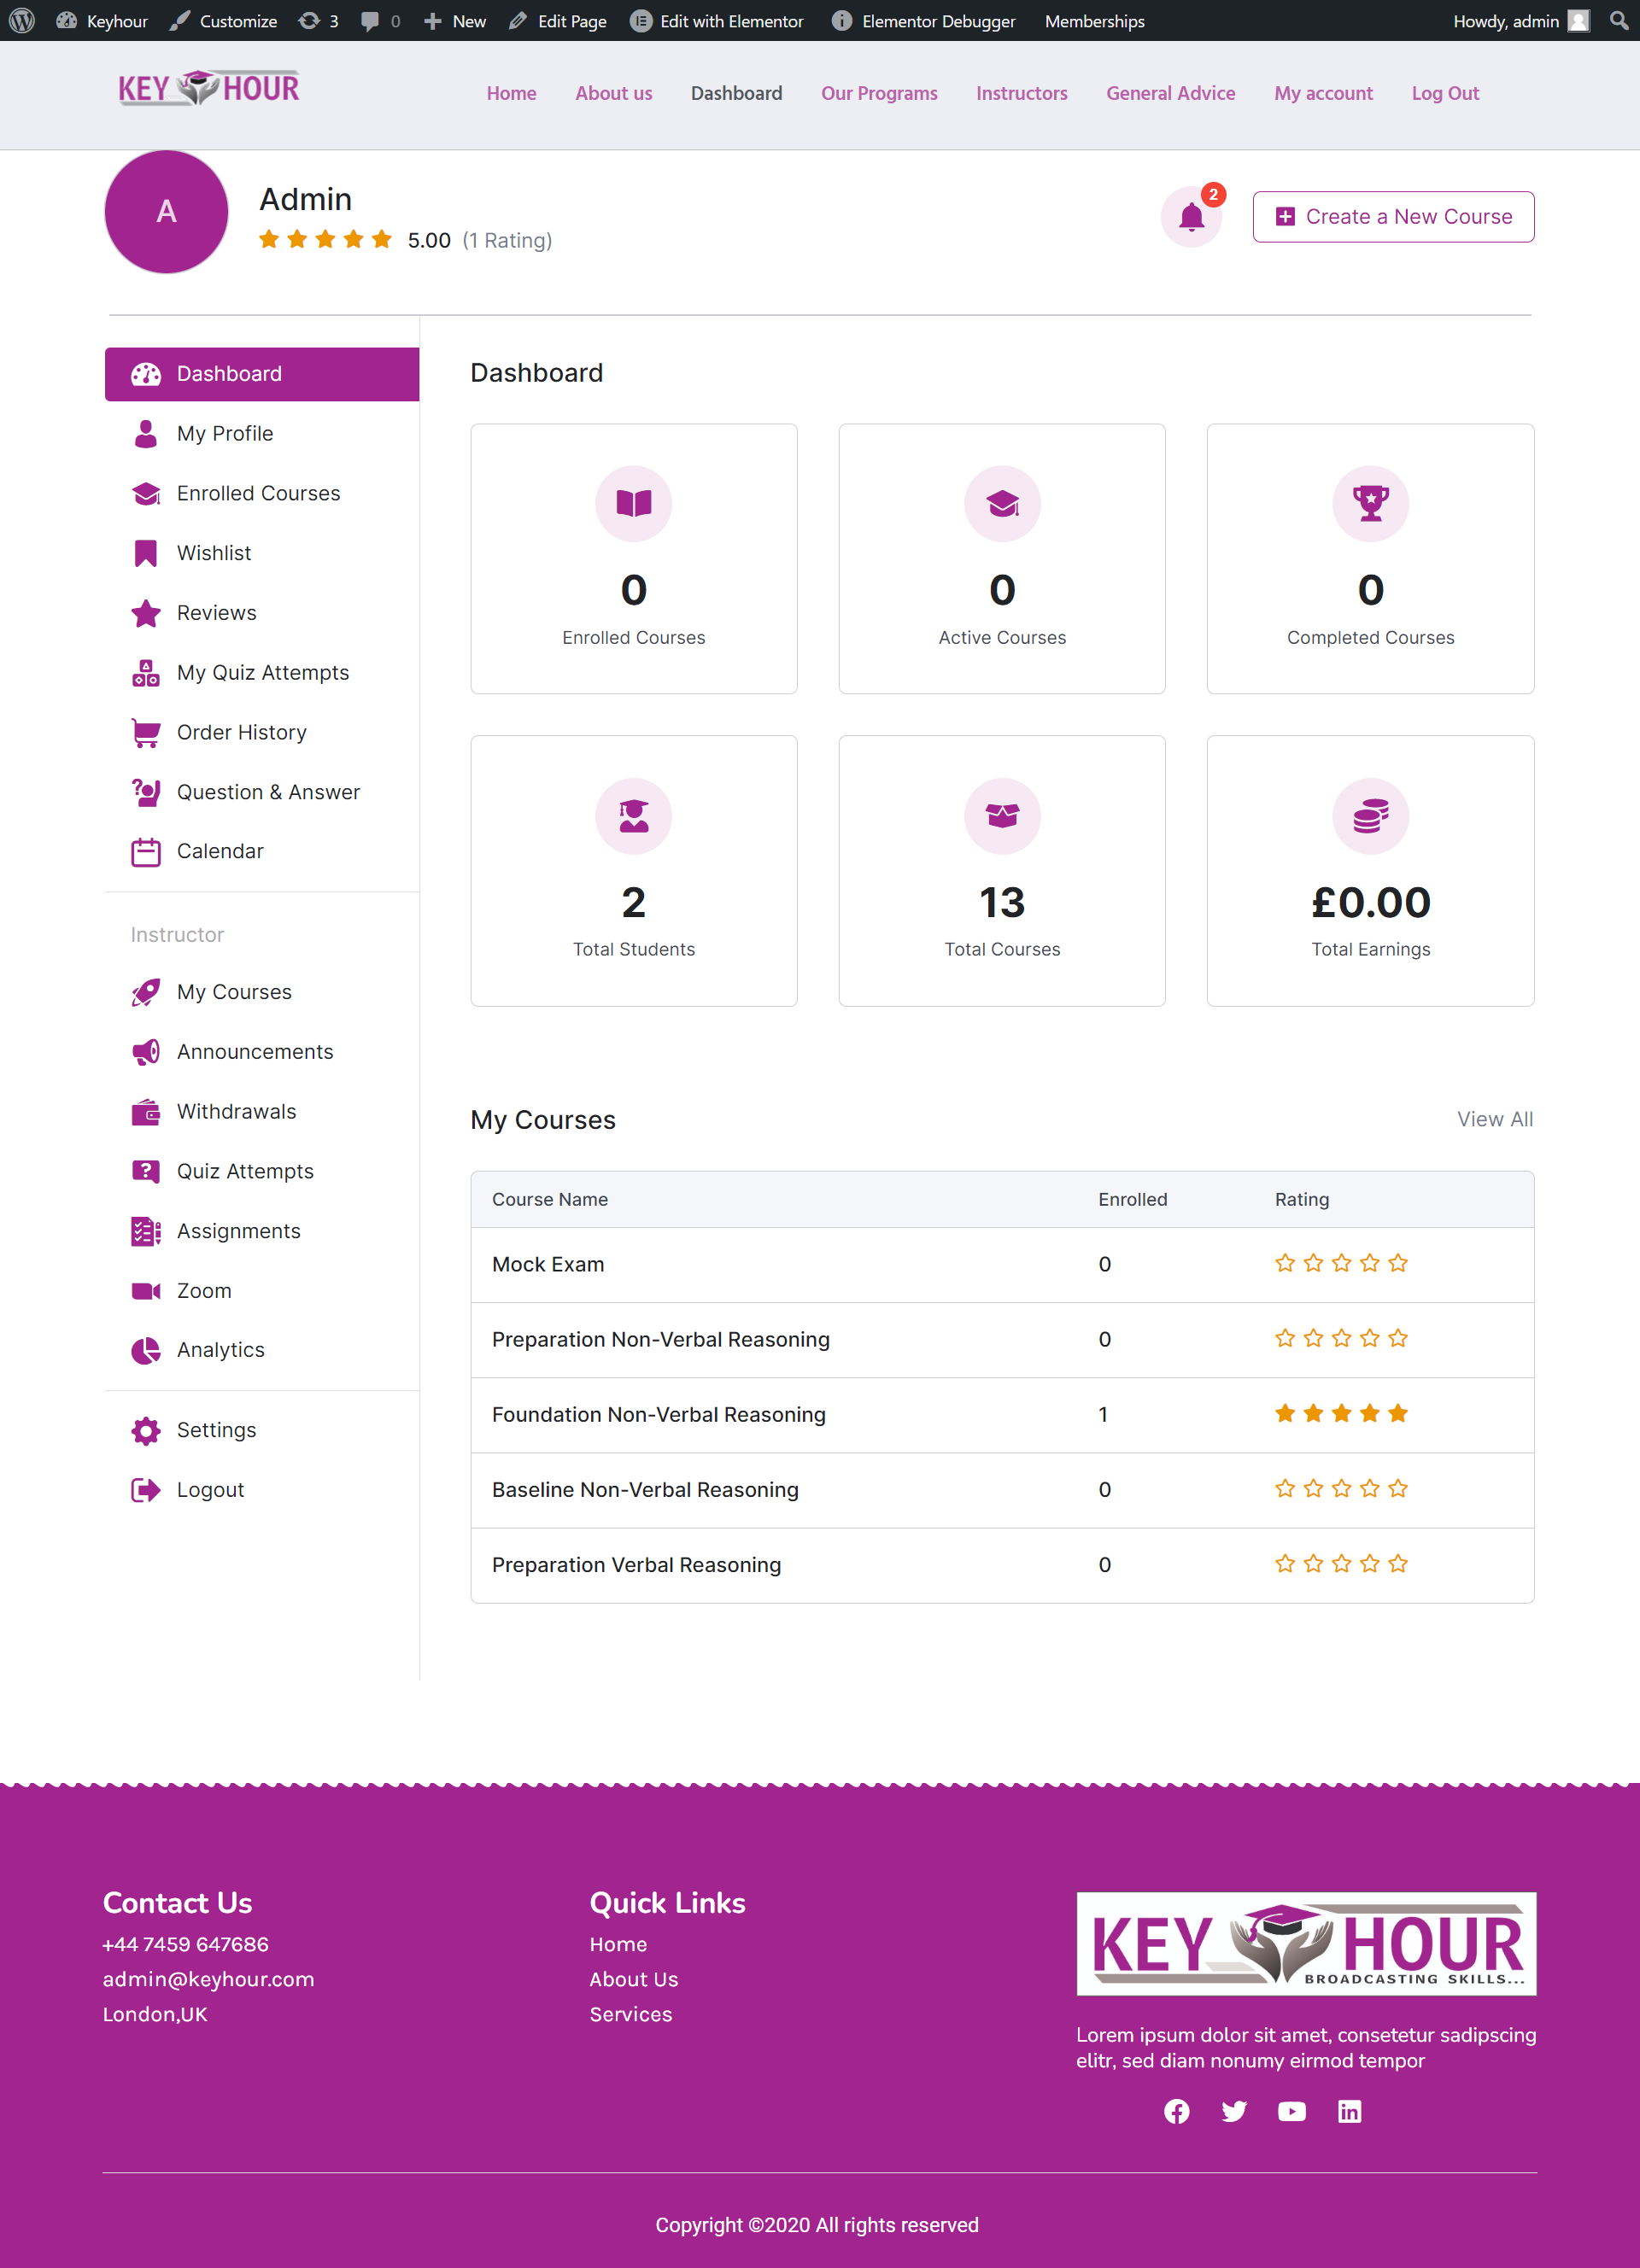 Keyhour Customize 3 0 New Edit Page Edit with Elementor Elementor Debugger Memberships Howdy, admin
KEY HOUR
Home About us Dashboard Our Programs Instructors General Advice My account Log Out
A
Admin
5.00 (1 Rating)
2
Create a New Course
Dashboard
My Profile
Enrolled Courses
Wishlist
Reviews
My Quiz Attempts
Order History
Question & Answer
Calendar
Instructor
My Courses
Announcements
Withdrawals
Quiz Attempts
Assignments
Zoom
Analytics
Settings
Logout
Dashboard
0
Enrolled Courses
0
Active Courses
0
Completed Courses
2
Total Students
13
Total Courses
£0.00
Total Earnings
My Courses View All
Course Name Enrolled Rating
Mock Exam 0
Preparation Non-Verbal Reasoning 0
Foundation Non-Verbal Reasoning 1
Baseline Non-Verbal Reasoning 0
Preparation Verbal Reasoning 0
Contact Us
+44 7459 647686
admin@keyhour.com
London,UK
Quick Links
Home
About Us
Services
KEY HOUR
BROADCASTING SKILLS...
Lorem ipsum dolor sit amet, consetetur sadipscing
elitr, sed diam nonumy eirmod tempor
Copyright ©2020 All rights reserved